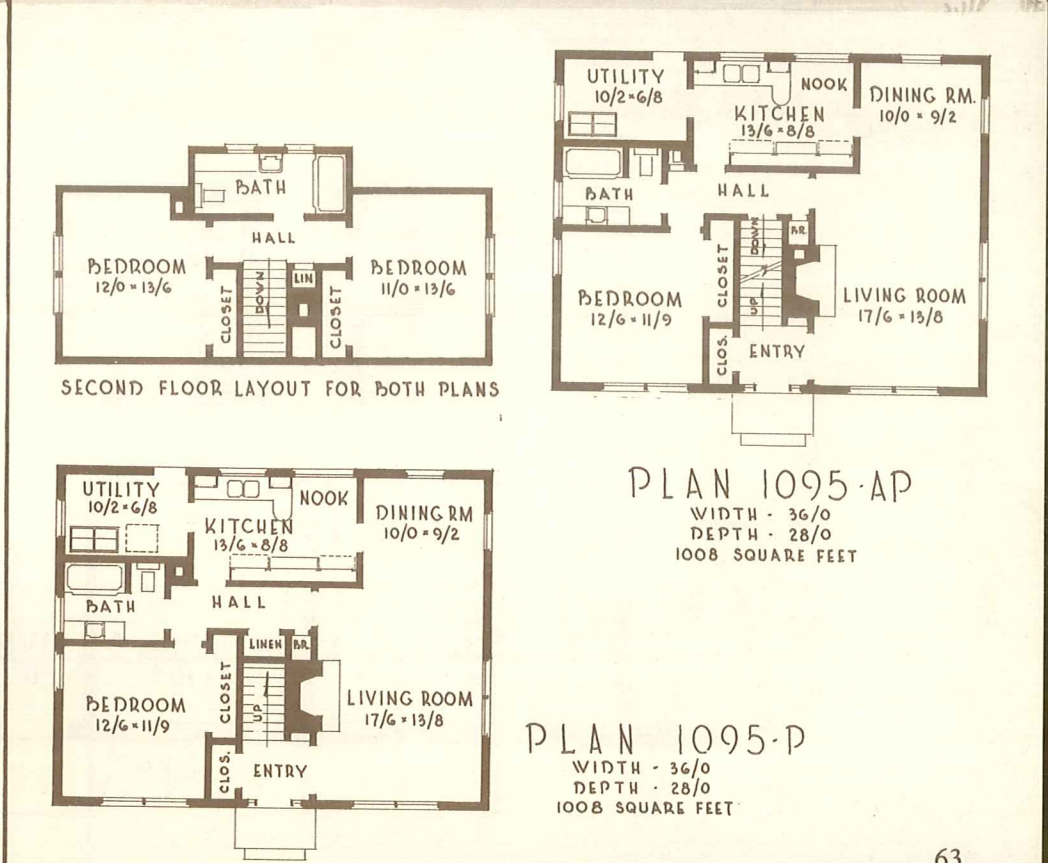 BATH
HALL
BEDROOM
12/0 × 13/6
BEDROOM
11/0 × 13/6
CLOSET
DOWN
LIN
CLOSET
SECOND FLOOR LAYOUT FOR BOTH PLANS
UTILITY
10/2 × 6/8
NOOK
KITCHEN
13/6 × 8/8
DINING RM.
10/0 × 9/2
BATH
HALL
DOWN
BR
CLOSET
BEDROOM
12/6 × 11/9
UP
LIVING ROOM
17/6 × 13/8
CLOS.
ENTRY
PLAN 1095-AP
WIDTH - 36/0
DEPTH - 28/0
1008 SQUARE FEET
UTILITY
10/2 × 6/8
NOOK
KITCHEN
13/6 × 8/8
DINING RM
10/0 × 9/2
BATH
HALL
LINEN
BR.
CLOSET
BEDROOM
12/6 × 11/9
UP
LIVING ROOM
17/6 × 13/8
CLOS.
ENTRY
PLAN 1095-P
WIDTH - 36/0
DEPTH - 28/0
1008 SQUARE FEET
63